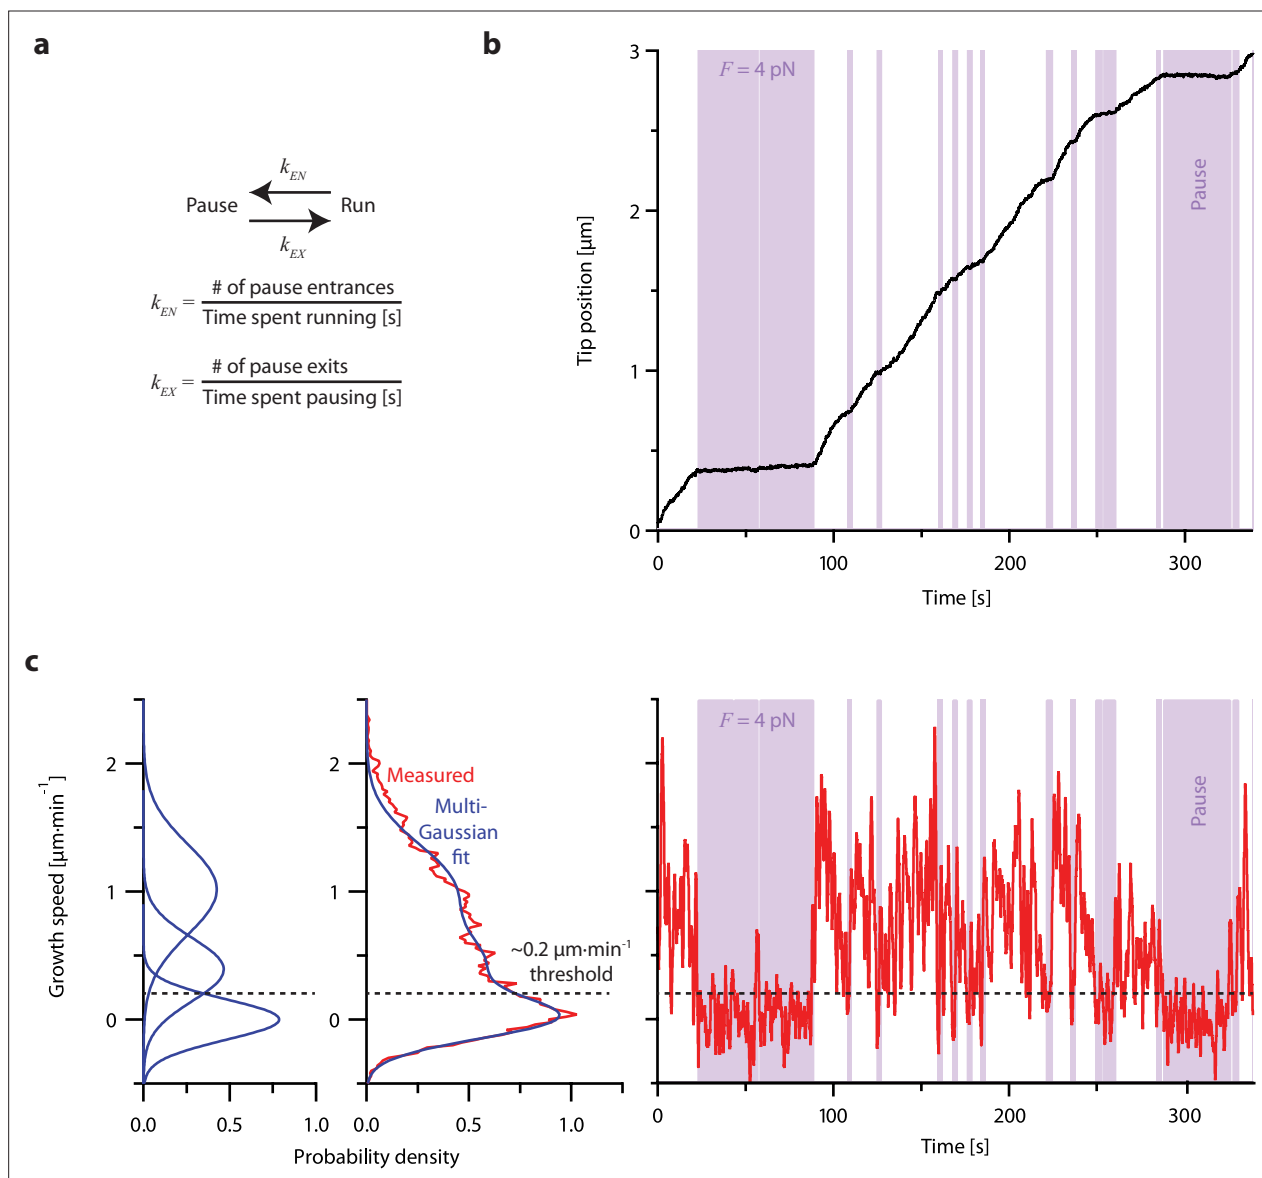 a
k_EN
Pause Run
k_EX
k_EN = # of pause entrances / Time spent running [s]
k_EX = # of pause exits / Time spent pausing [s]
b
F = 4 pN
Pause
Tip position [µm]
3
2
1
0
0 100 200 300
Time [s]
c
Growth speed [µm·min⁻¹]
2
1
0
0.0 0.5 1.0
Measured
Multi-
Gaussian
fit
~0.2 µm·min⁻¹
threshold
0.0 0.5 1.0
Probability density
F = 4 pN
Pause
0 100 200 300
Time [s]